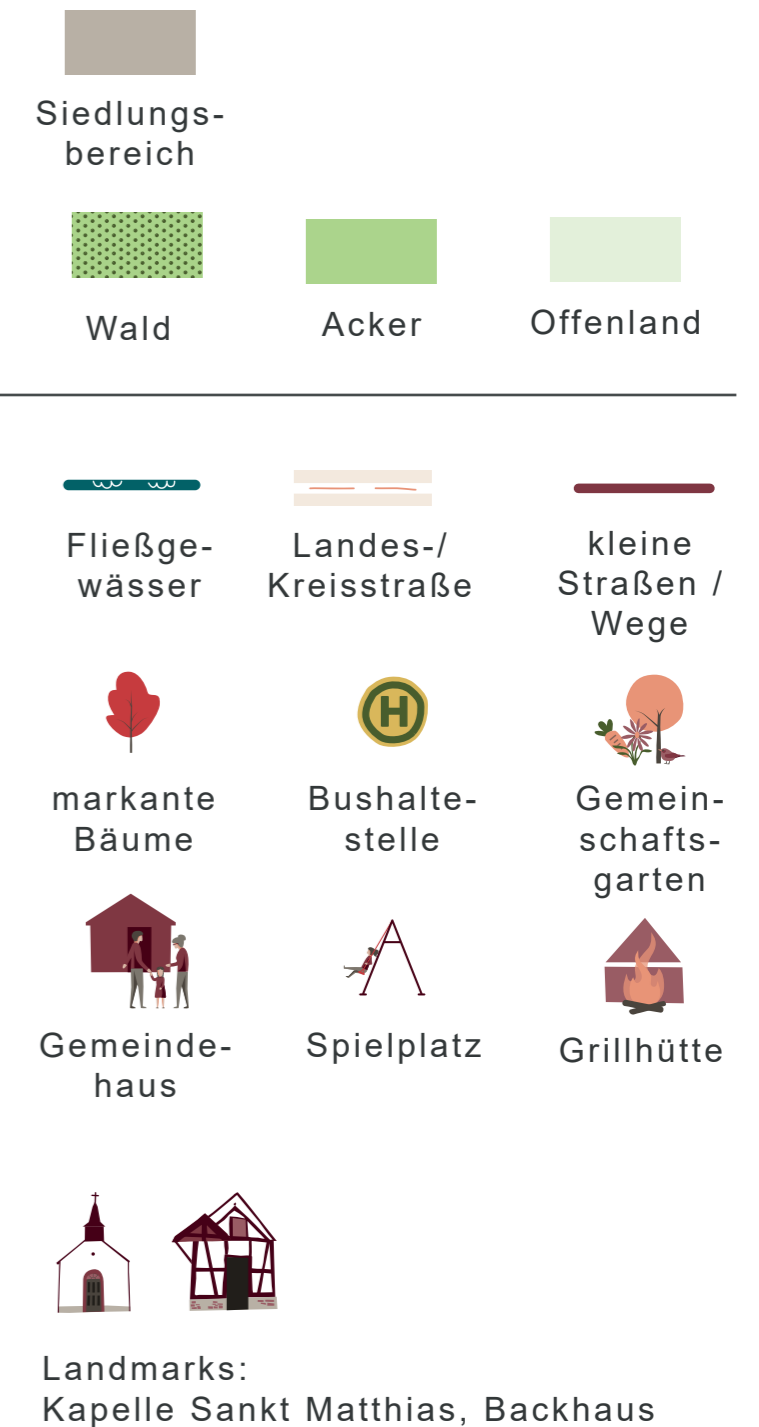 Siedlungs-
bereich
Wald
Acker
Offenland
Fließge-
wässer
Landes-/
Kreisstraße
kleine
Straßen /
Wege
markante
Bäume
H
Bushalte-
stelle
Gemein-
schafts-
garten
Gemeinde-
haus
Spielplatz
Grillhütte
Landmarks:
Kapelle Sankt Matthias, Backhaus